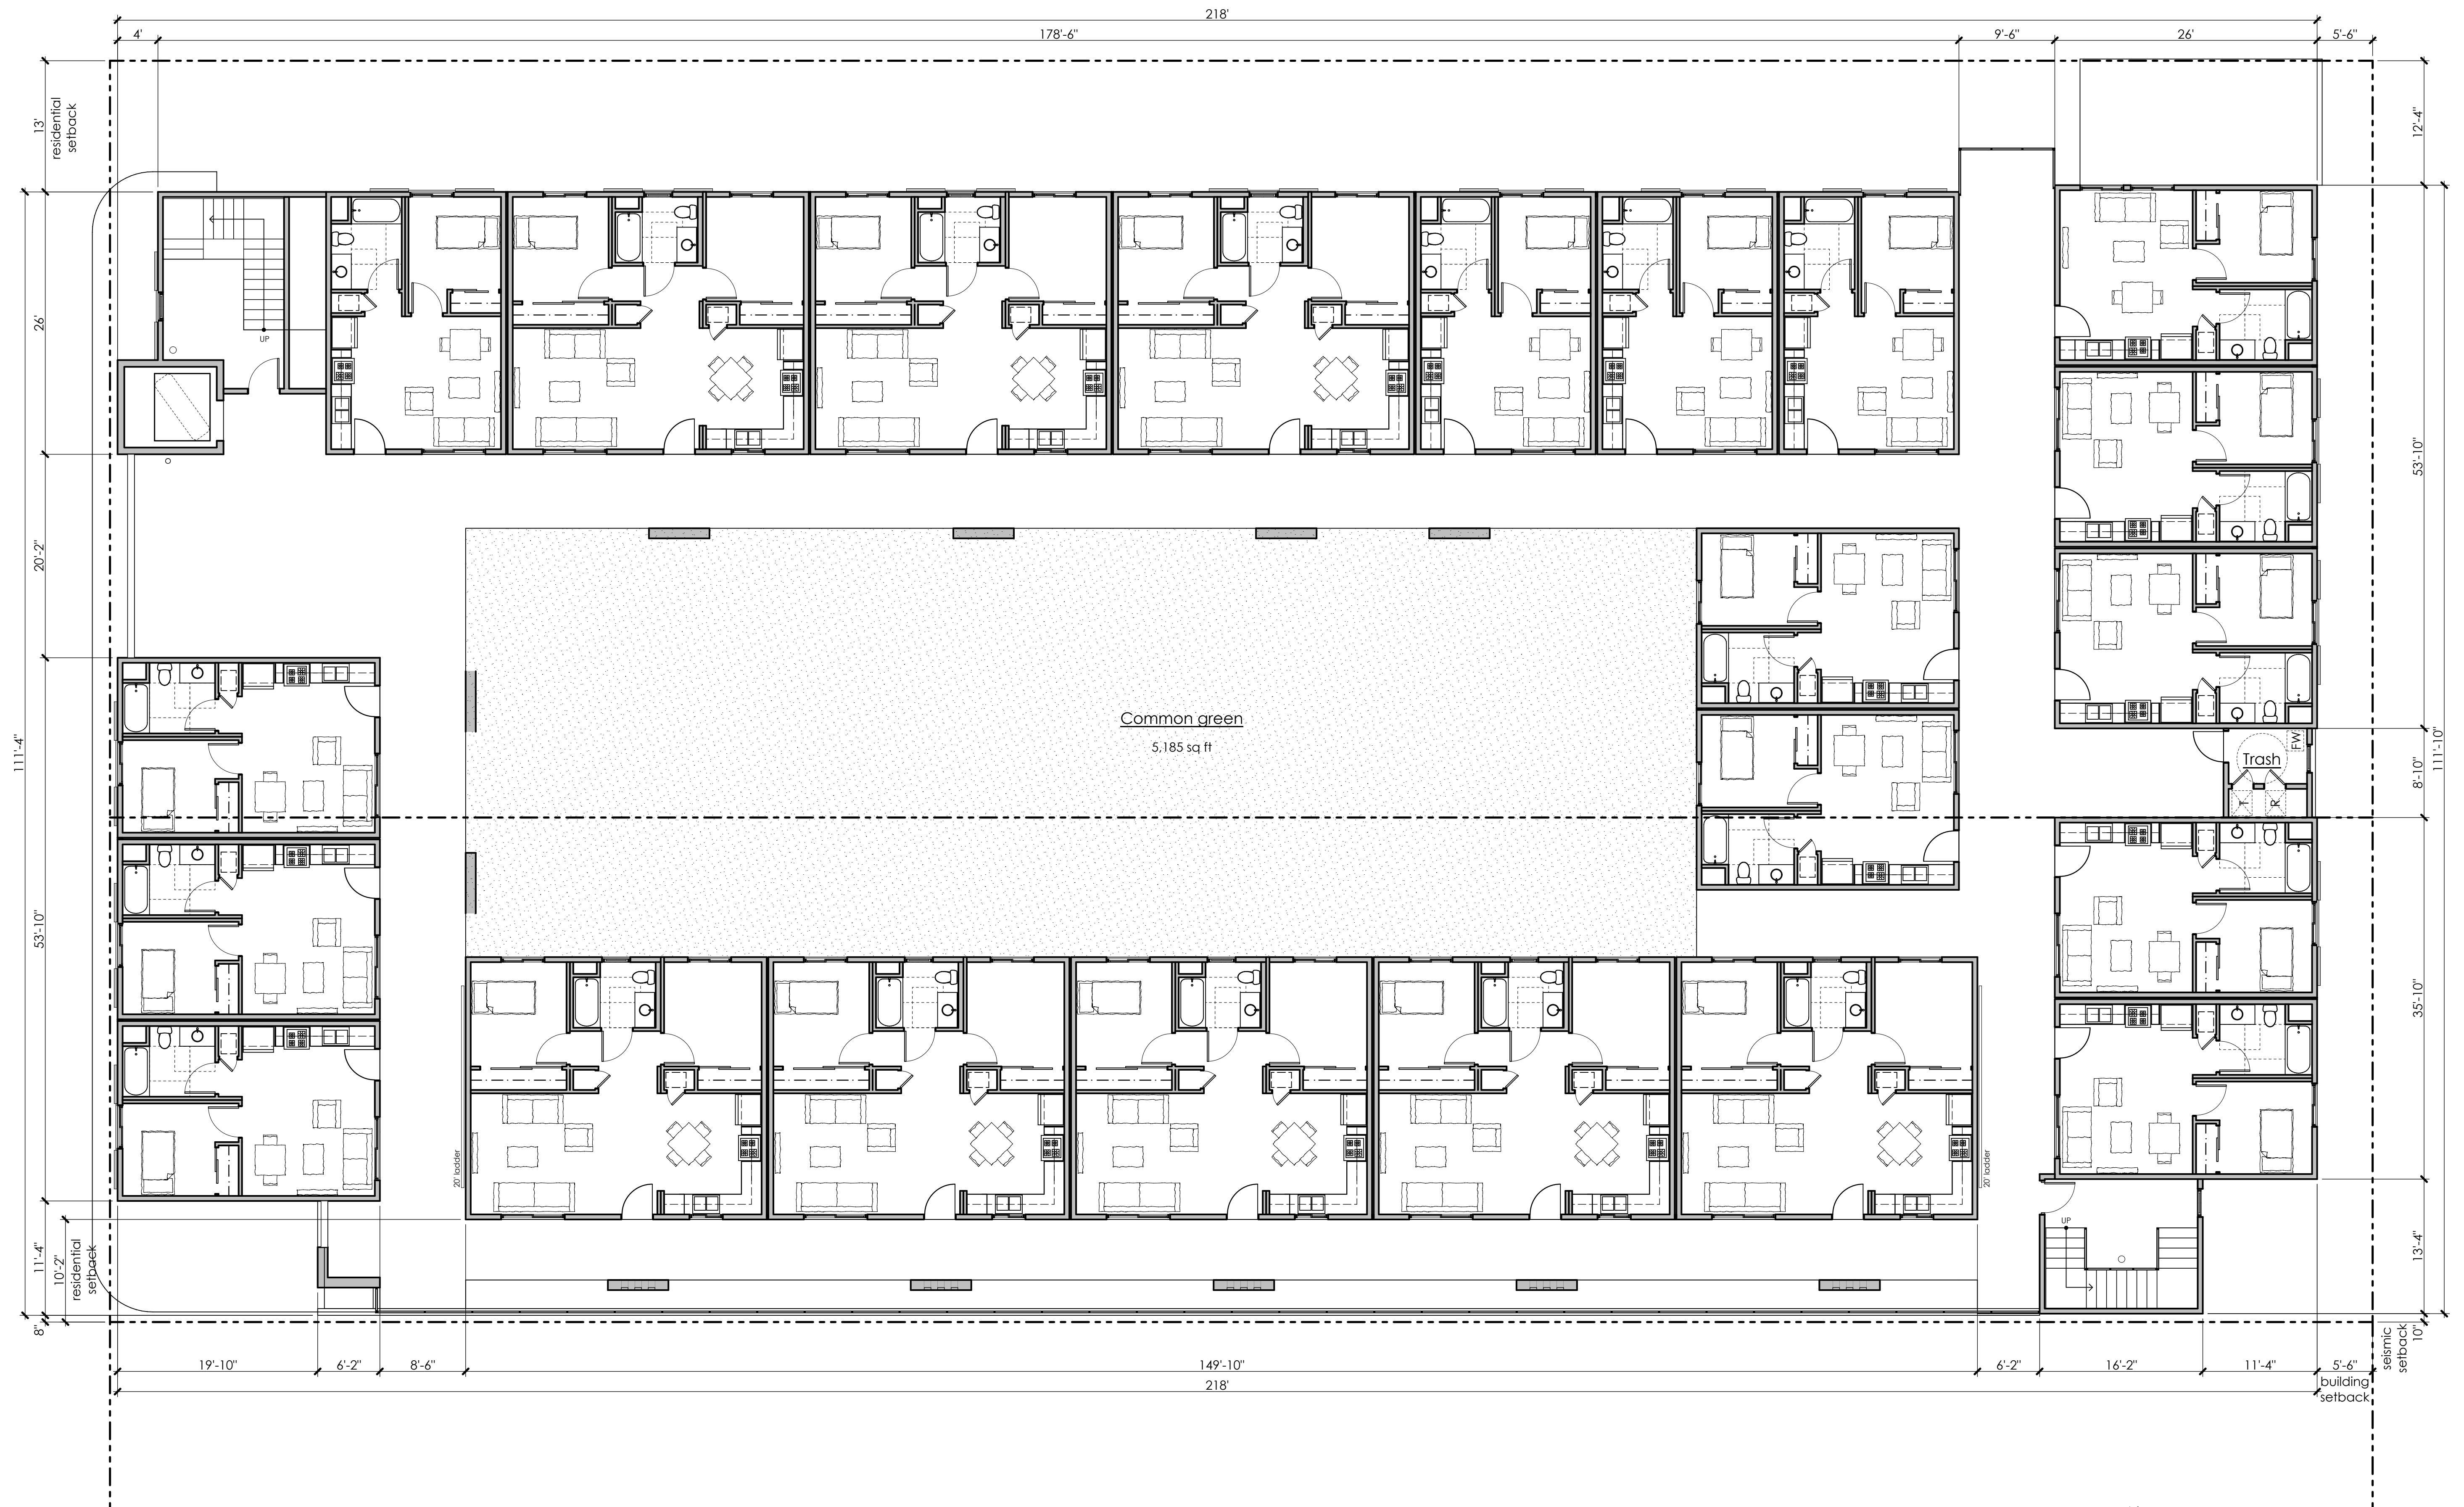 218'
4'
178'-6"
9'-6"
26'
5'-6"
13'
residential
setback
12'-4"
26'
UP
53'-10"
20'-2"
111'-4"
Common green
5,185 sq ft
Trash
FW
T
R
8'-10"
111'-10"
53'-10"
35'-10"
20' ladder
20' ladder
UP
11'-4"
10'-2"
residential
setback
13'-4"
8"
10"
seismic
setback
19'-10"
6'-2"
8'-6"
149'-10"
6'-2"
16'-2"
11'-4"
5'-6"
218'
building
setback